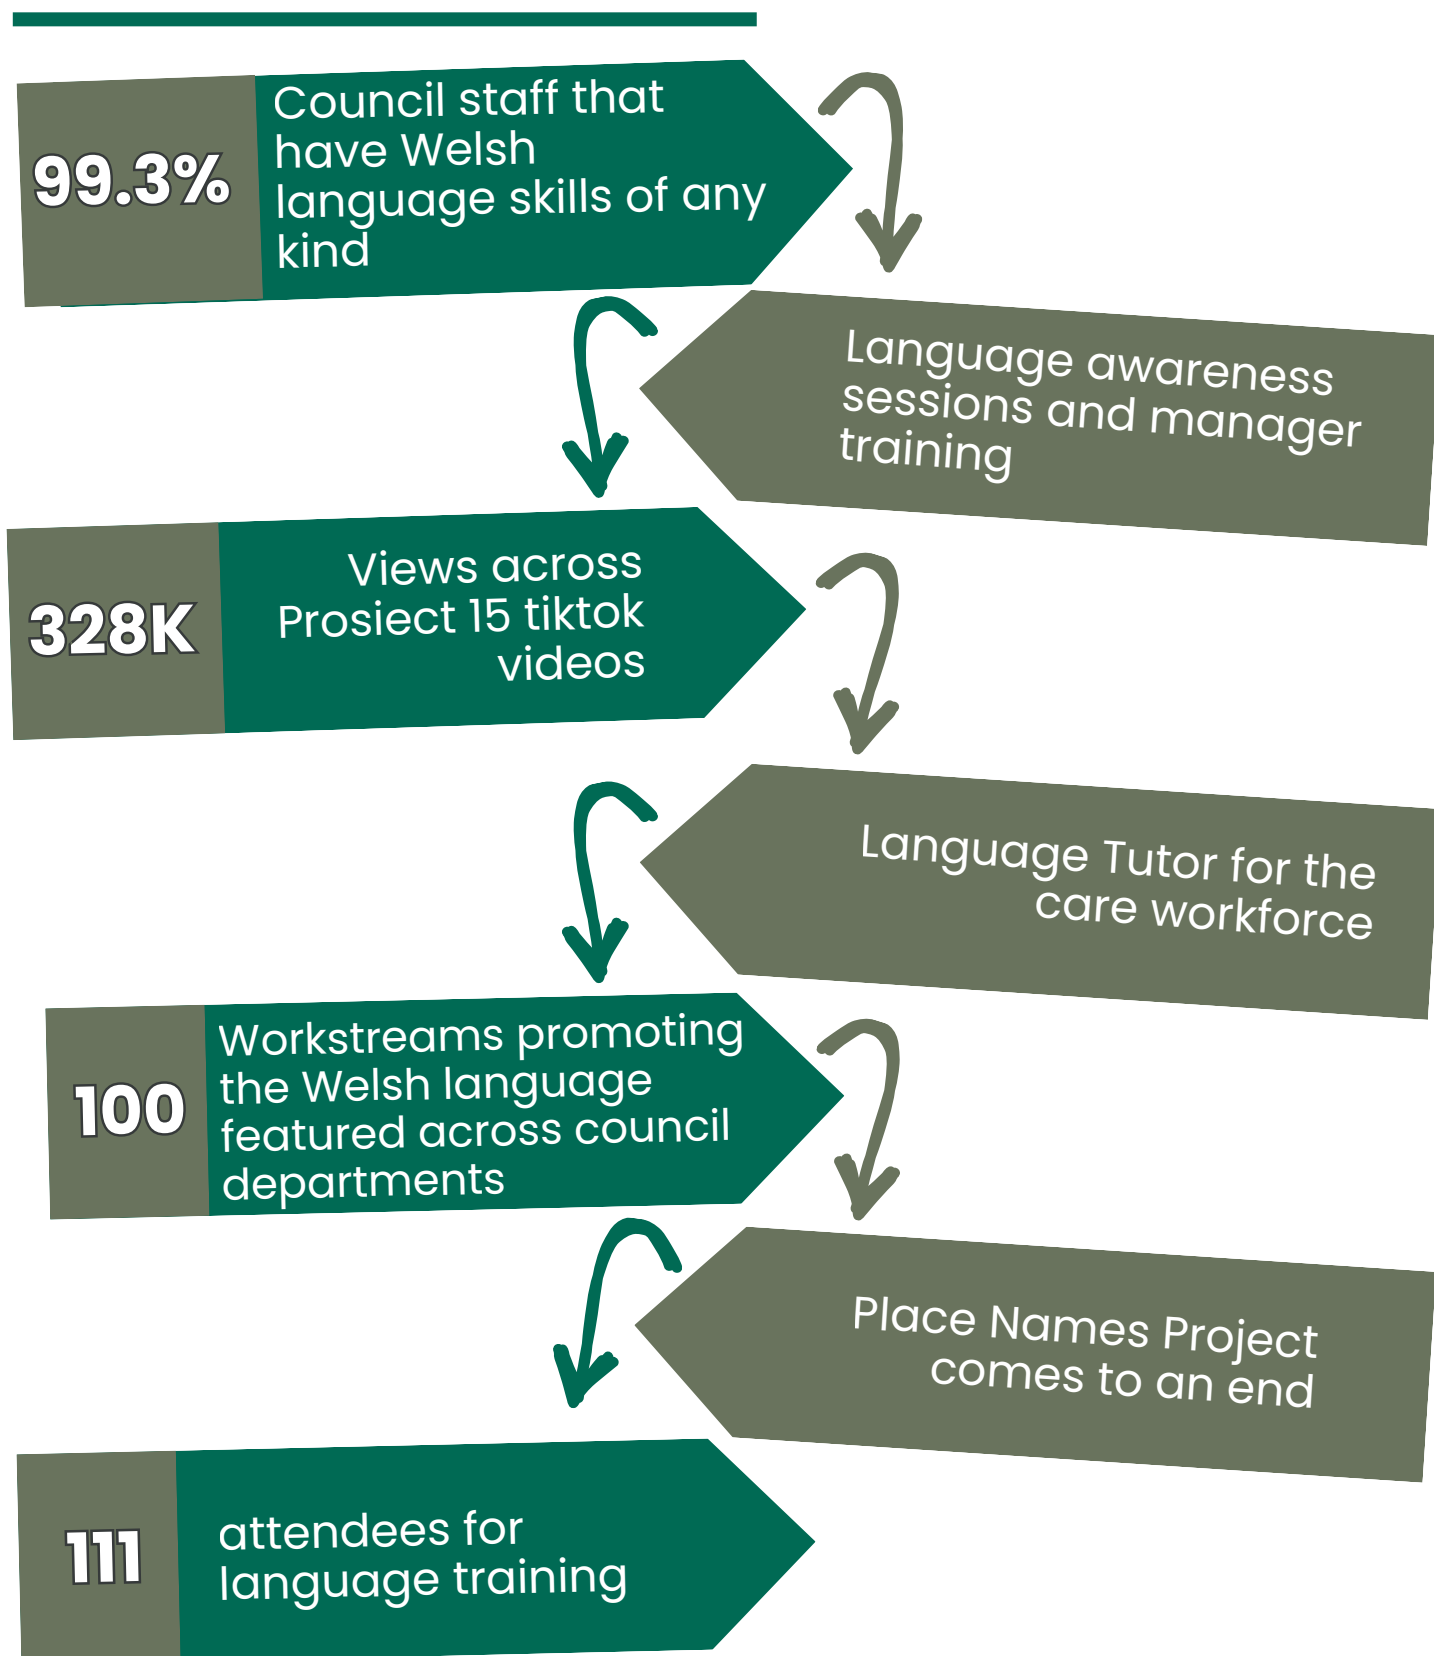 99.3%
Council staff that
have Welsh
language skills of any
kind
Language awareness
sessions and manager
training
328K
Views across
Prosiect 15 tiktok
videos
Language Tutor for the
care workforce
100
Workstreams promoting
the Welsh language
featured across council
departments
Place Names Project
comes to an end
111
attendees for
language training